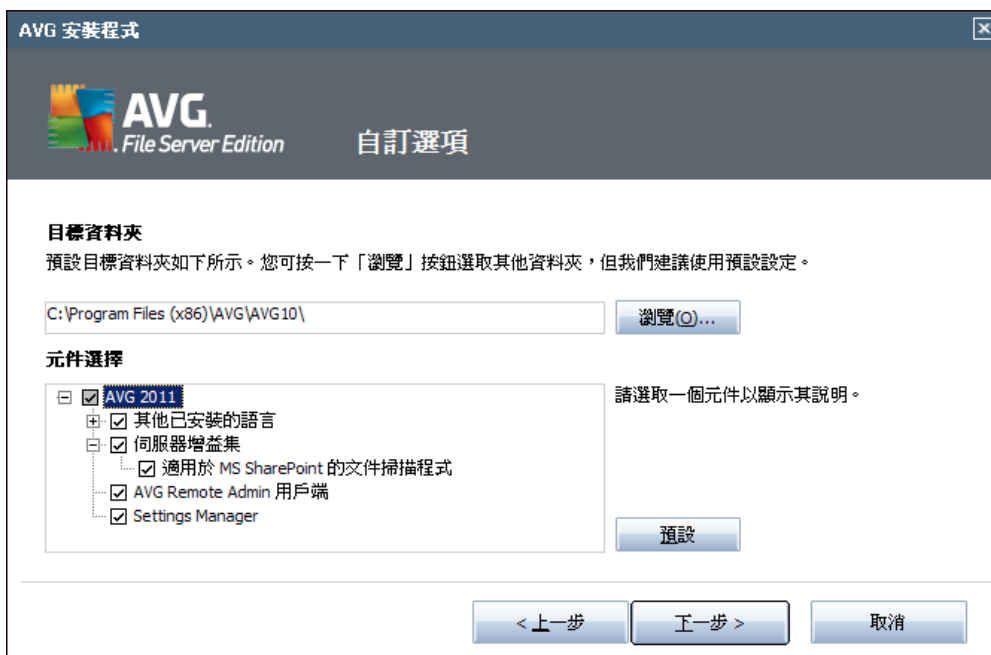 AVG 安裝程式
AVG.
File Server Edition
自訂選項
目標資料夾
預設目標資料夾如下所示。您可按一下「瀏覽」按鈕選取其他資料夾，但我們建議使用預設設定。
C:\Program Files (x86)\AVG\AVG10\
瀏覽(O)...
元件選擇
AVG 2011
其他已安裝的語言
伺服器增益集
適用於 MS SharePoint 的文件掃描程式
AVG Remote Admin 用戶端
Settings Manager
請選取一個元件以顯示其說明。
預設
< 上一步
下一步 >
取消